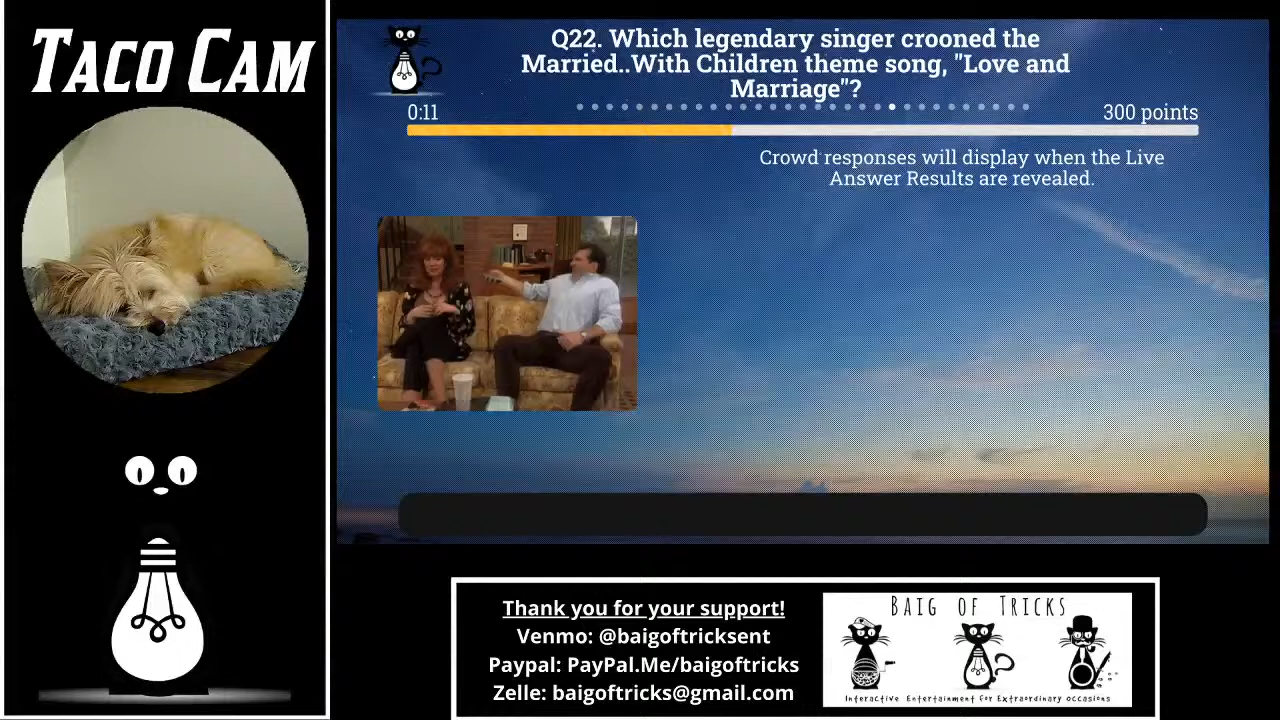 TACO CAM
Q22. Which legendary singer crooned the
Married..With Children theme song, "Love and
Marriage"?
0:11
300 points
Crowd responses will display when the Live
Answer Results are revealed.
Thank you for your support!
Venmo: @baigoftricksent
Paypal: PayPal.Me/baigoftricks
Zelle: baigoftricks@gmail.com
BAIG OF TRICKS
Interactive Entertainment for Extraordinary occasions